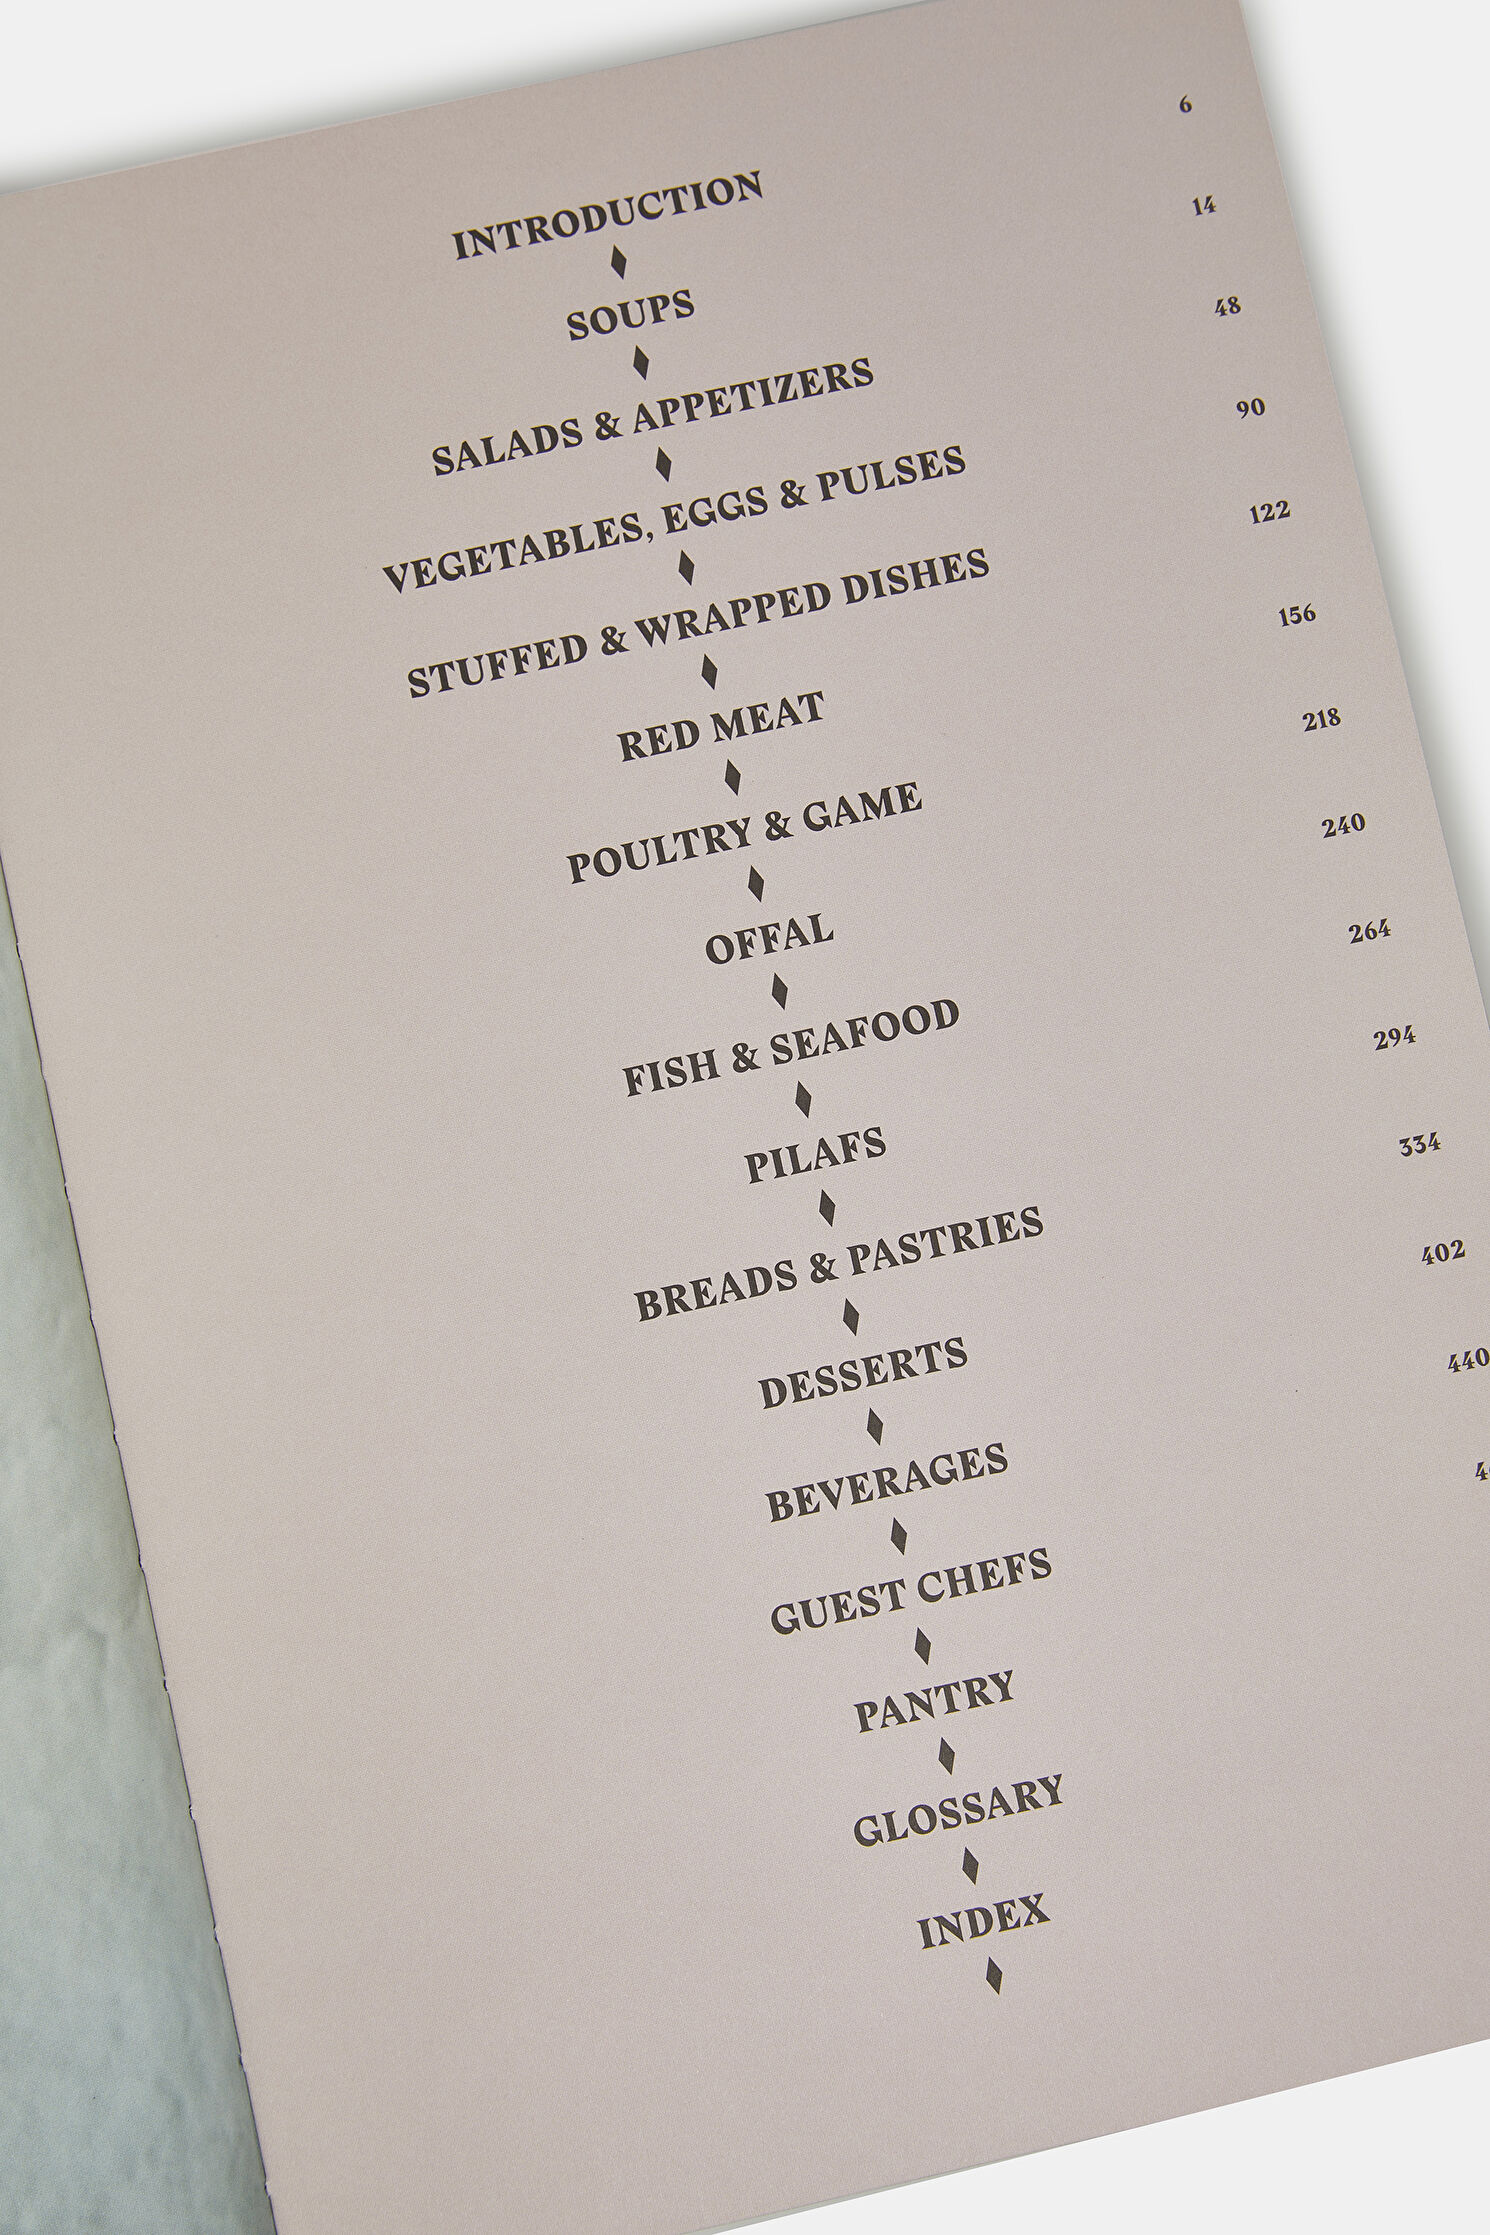 INTRODUCTION 6
SOUPS 14
SALADS & APPETIZERS 48
VEGETABLES, EGGS & PULSES 90
STUFFED & WRAPPED DISHES 122
RED MEAT 156
POULTRY & GAME 218
OFFAL 240
FISH & SEAFOOD 264
PILAFS 294
BREADS & PASTRIES 334
DESSERTS 402
BEVERAGES 440
GUEST CHEFS
PANTRY
GLOSSARY
INDEX